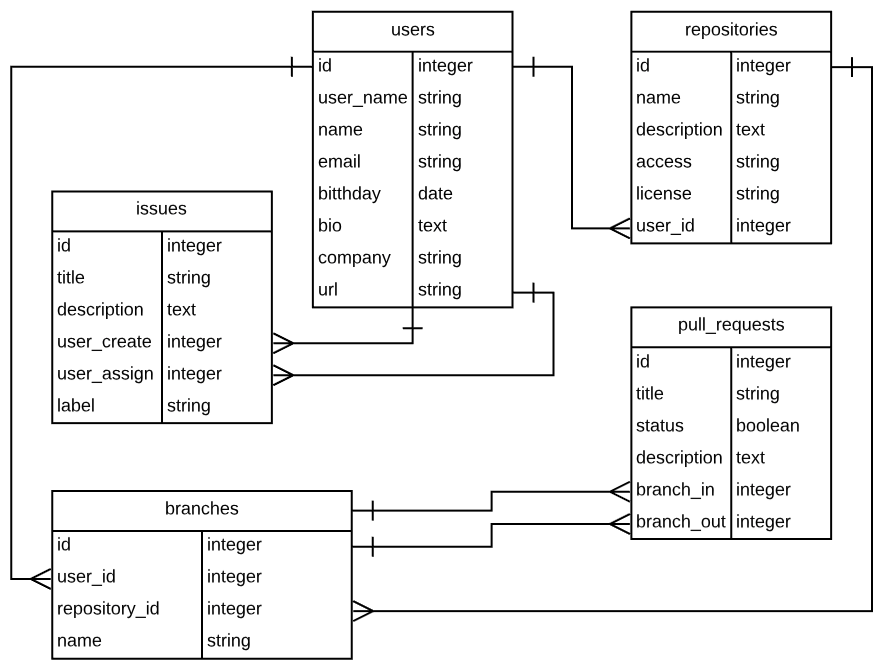 users
id integer
user_name string
name string
email string
bitthday date
bio text
company string
url string
repositories
id integer
name string
description text
access string
license string
user_id integer
issues
id integer
title string
description text
user_create integer
user_assign integer
label string
pull_requests
id integer
title string
status boolean
description text
branch_in integer
branch_out integer
branches
id integer
user_id integer
repository_id integer
name string